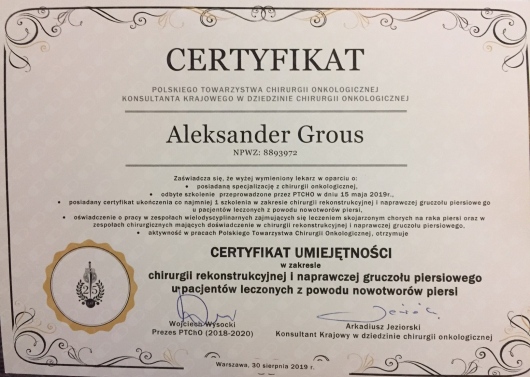 CERTYFIKAT
POLSKIEGO TOWARZYSTWA CHIRURGII ONKOLOGICZNEJ
KONSULTANTA KRAJOWEGO W DZIEDZINIE CHIRURGII ONKOLOGICZNEJ
Aleksander Grous
NPWZ: 8893972
Zaświadcza się, że wyżej wymieniony lekarz w oparciu o:
• posiadaną specjalizację z chirurgii onkologicznej,
• odbyte szkolenie przeprowadzone przez PTCHO w dniu 15 maja 2019r.,
• posiadany certyfikat ukończenia co najmniej 1 szkolenia w zakresie chirurgii rekonstrukcyjnej i naprawczej gruczołu piersiowego
u pacjentów leczonych z powodu nowotworów piersi,
• oświadczenie o pracy w zespołach wielodyscyplinarnych zajmujących się leczeniem skojarzonym chorych na raka piersi oraz w
zespołach chirurgicznych mających doświadczenie w chirurgii rekonstrukcyjnej i naprawczej gruczołu piersiowego,
• aktywność w pracach Polskiego Towarzystwa Chirurgii Onkologicznej, otrzymuje
CERTYFIKAT UMIEJĘTNOŚCI
w zakresie
chirurgii rekonstrukcyjnej i naprawczej gruczołu piersiowego
u pacjentów leczonych z powodu nowotworów piersi
25
Wojciech Wysocki
Prezes PTChO (2018-2020)
Arkadiusz Jeziorski
Konsultant Krajowy w dziedzinie chirurgii onkologicznej
Warszawa, 30 sierpnia 2019 r.